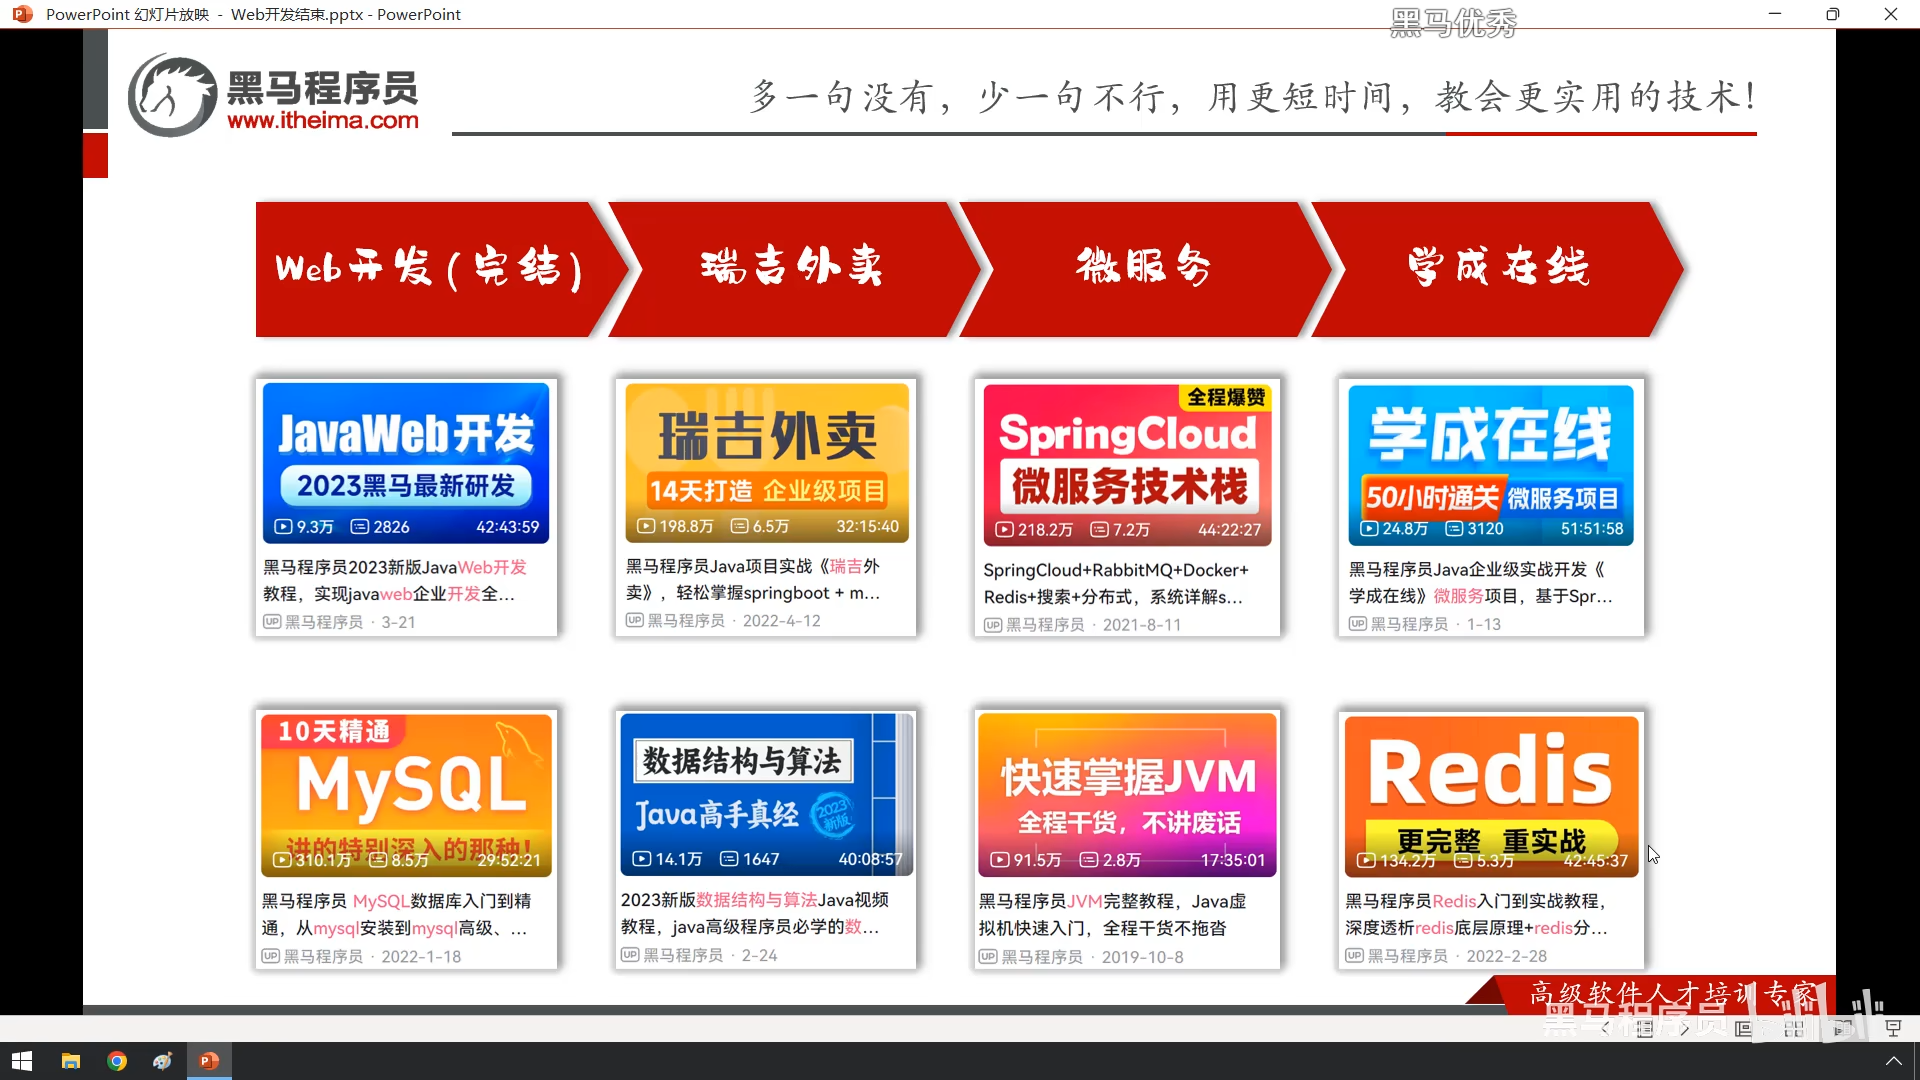 PowerPoint 幻灯片放映 - Web开发结束.pptx - PowerPoint
黑马优秀
黑马程序员
www.itheima.com
多一句没有，少一句不行，用更短时间，教会更实用的技术！
Web开发(完结)
瑞吉外卖
微服务
学成在线
JavaWeb开发
2023黑马最新研发
9.3万 2826 42:43:59
黑马程序员2023新版JavaWeb开发
教程，实现javaweb企业开发全...
UP 黑马程序员 · 3-21
瑞吉外卖
14天打造 企业级项目
198.8万 6.5万 32:15:40
黑马程序员Java项目实战《瑞吉外
卖》，轻松掌握springboot + m...
UP 黑马程序员 · 2022-4-12
全程爆赞
SpringCloud
微服务技术栈
218.2万 7.2万 44:22:27
SpringCloud+RabbitMQ+Docker+
Redis+搜索+分布式，系统详解s...
UP 黑马程序员 · 2021-8-11
学成在线
50小时通关 微服务项目
24.8万 3120 51:51:58
黑马程序员Java企业级实战开发《
学成在线》微服务项目，基于Spr...
UP 黑马程序员 · 1-13
10天精通
MySQL
讲的特别深入的那种！
310.1万 8.5万 29:52:21
黑马程序员 MySQL数据库入门到精
通，从mysql安装到mysql高级、...
UP 黑马程序员 · 2022-1-18
数据结构与算法
Java高手真经
2023新版
14.1万 1647 40:08:57
2023新版数据结构与算法Java视频
教程，java高级程序员必学的数...
UP 黑马程序员 · 2-24
快速掌握JVM
全程干货，不讲废话
91.5万 2.8万 17:35:01
黑马程序员JVM完整教程，Java虚
拟机快速入门，全程干货不拖沓
UP 黑马程序员 · 2019-10-8
Redis
更完整 重实战
134.2万 5.3万 42:45:37
黑马程序员Redis入门到实战教程，
深度透析redis底层原理+redis分...
UP 黑马程序员 · 2022-2-28
高级软件人才培训专家
黑马程序员 bilibili